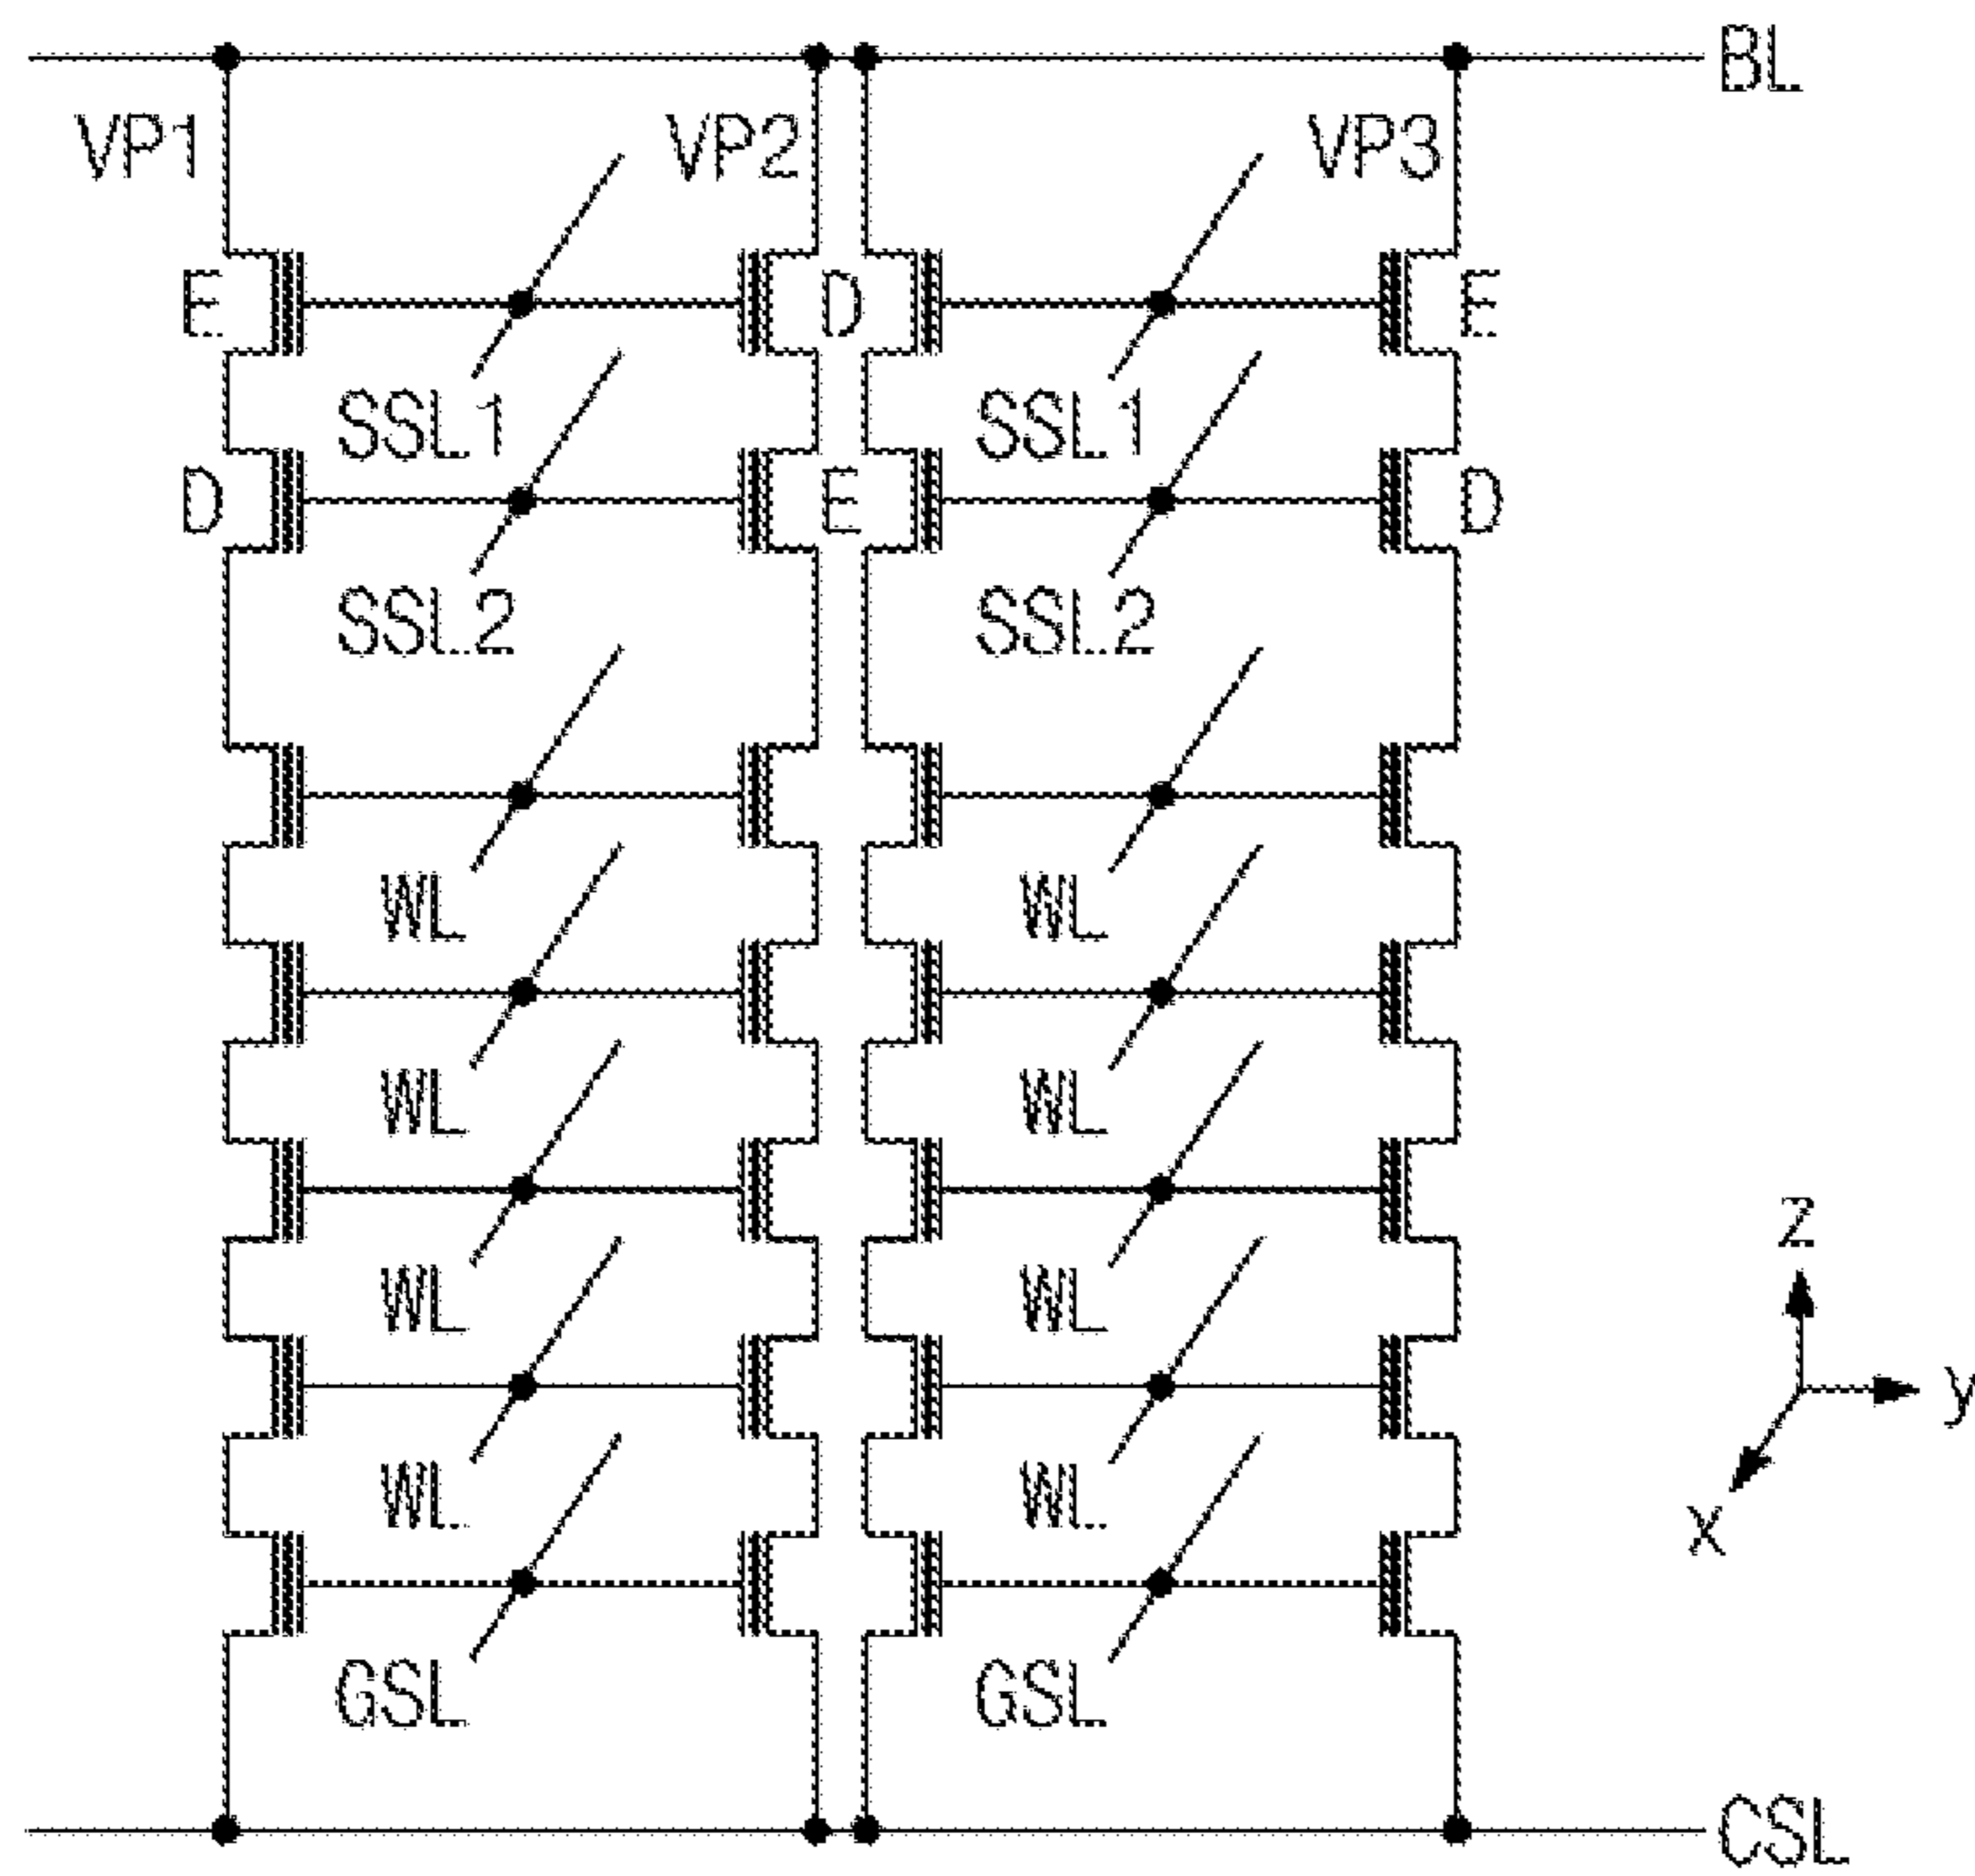 BL
VP1 VP2 VP3
E D E
SSL1 SSL1
D E D
SSL2 SSL2
WL WL
WL WL
WL WL
z
y
WL WL
x
GSL GSL
CSL